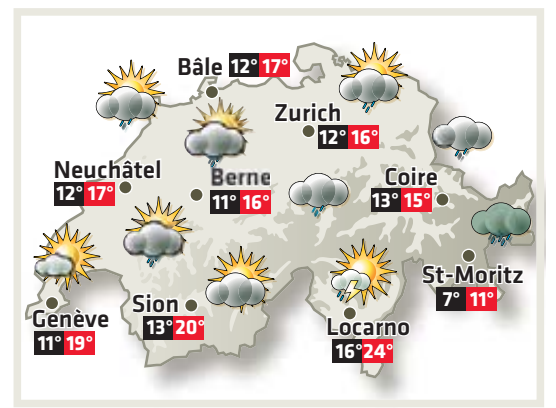 Bâle 12° 17°
Zurich
12° 16°
Neuchâtel
12° 17°
Berne
11° 16°
Coire
13° 15°
St-Moritz
7° 11°
Sion
13° 20°
Genève
11° 19°
Locarno
16° 24°